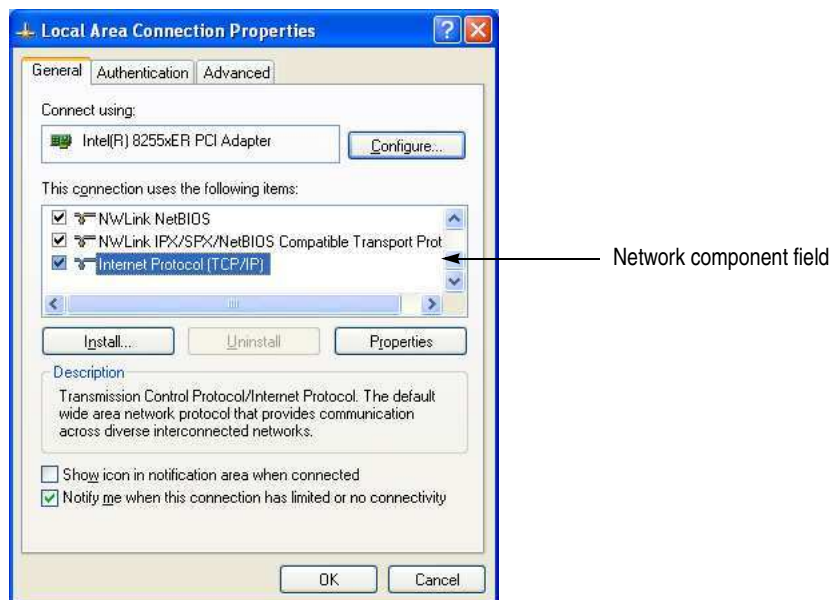 Local Area Connection Properties
General Authentication Advanced
Connect using:
Intel(R) 8255xER PCI Adapter
Configure...
This connection uses the following items:
NWLink NetBIOS
NWLink IPX/SPX/NetBIOS Compatible Transport Prot
Internet Protocol (TCP/IP)
Network component field
Install... Uninstall Properties
Description
Transmission Control Protocol/Internet Protocol. The default
wide area network protocol that provides communication
across diverse interconnected networks.
Show icon in notification area when connected
Notify me when this connection has limited or no connectivity
OK Cancel